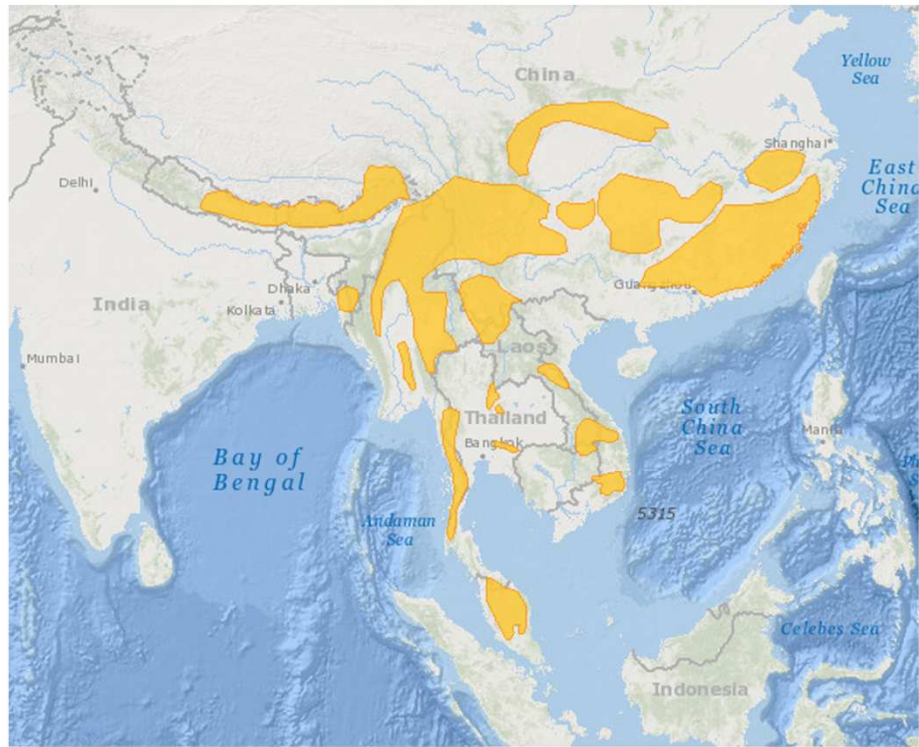 Yellow
Sea
China
Shanghai
East
China
Sea
Delhi
Guangzhou
Dhaka
India
Kolkata
Laos
Mumbai
South
China
Sea
Thailand
Bangkok
Manila
Bay of
Bengal
5315
Andaman
Sea
Celebes Sea
Indonesia